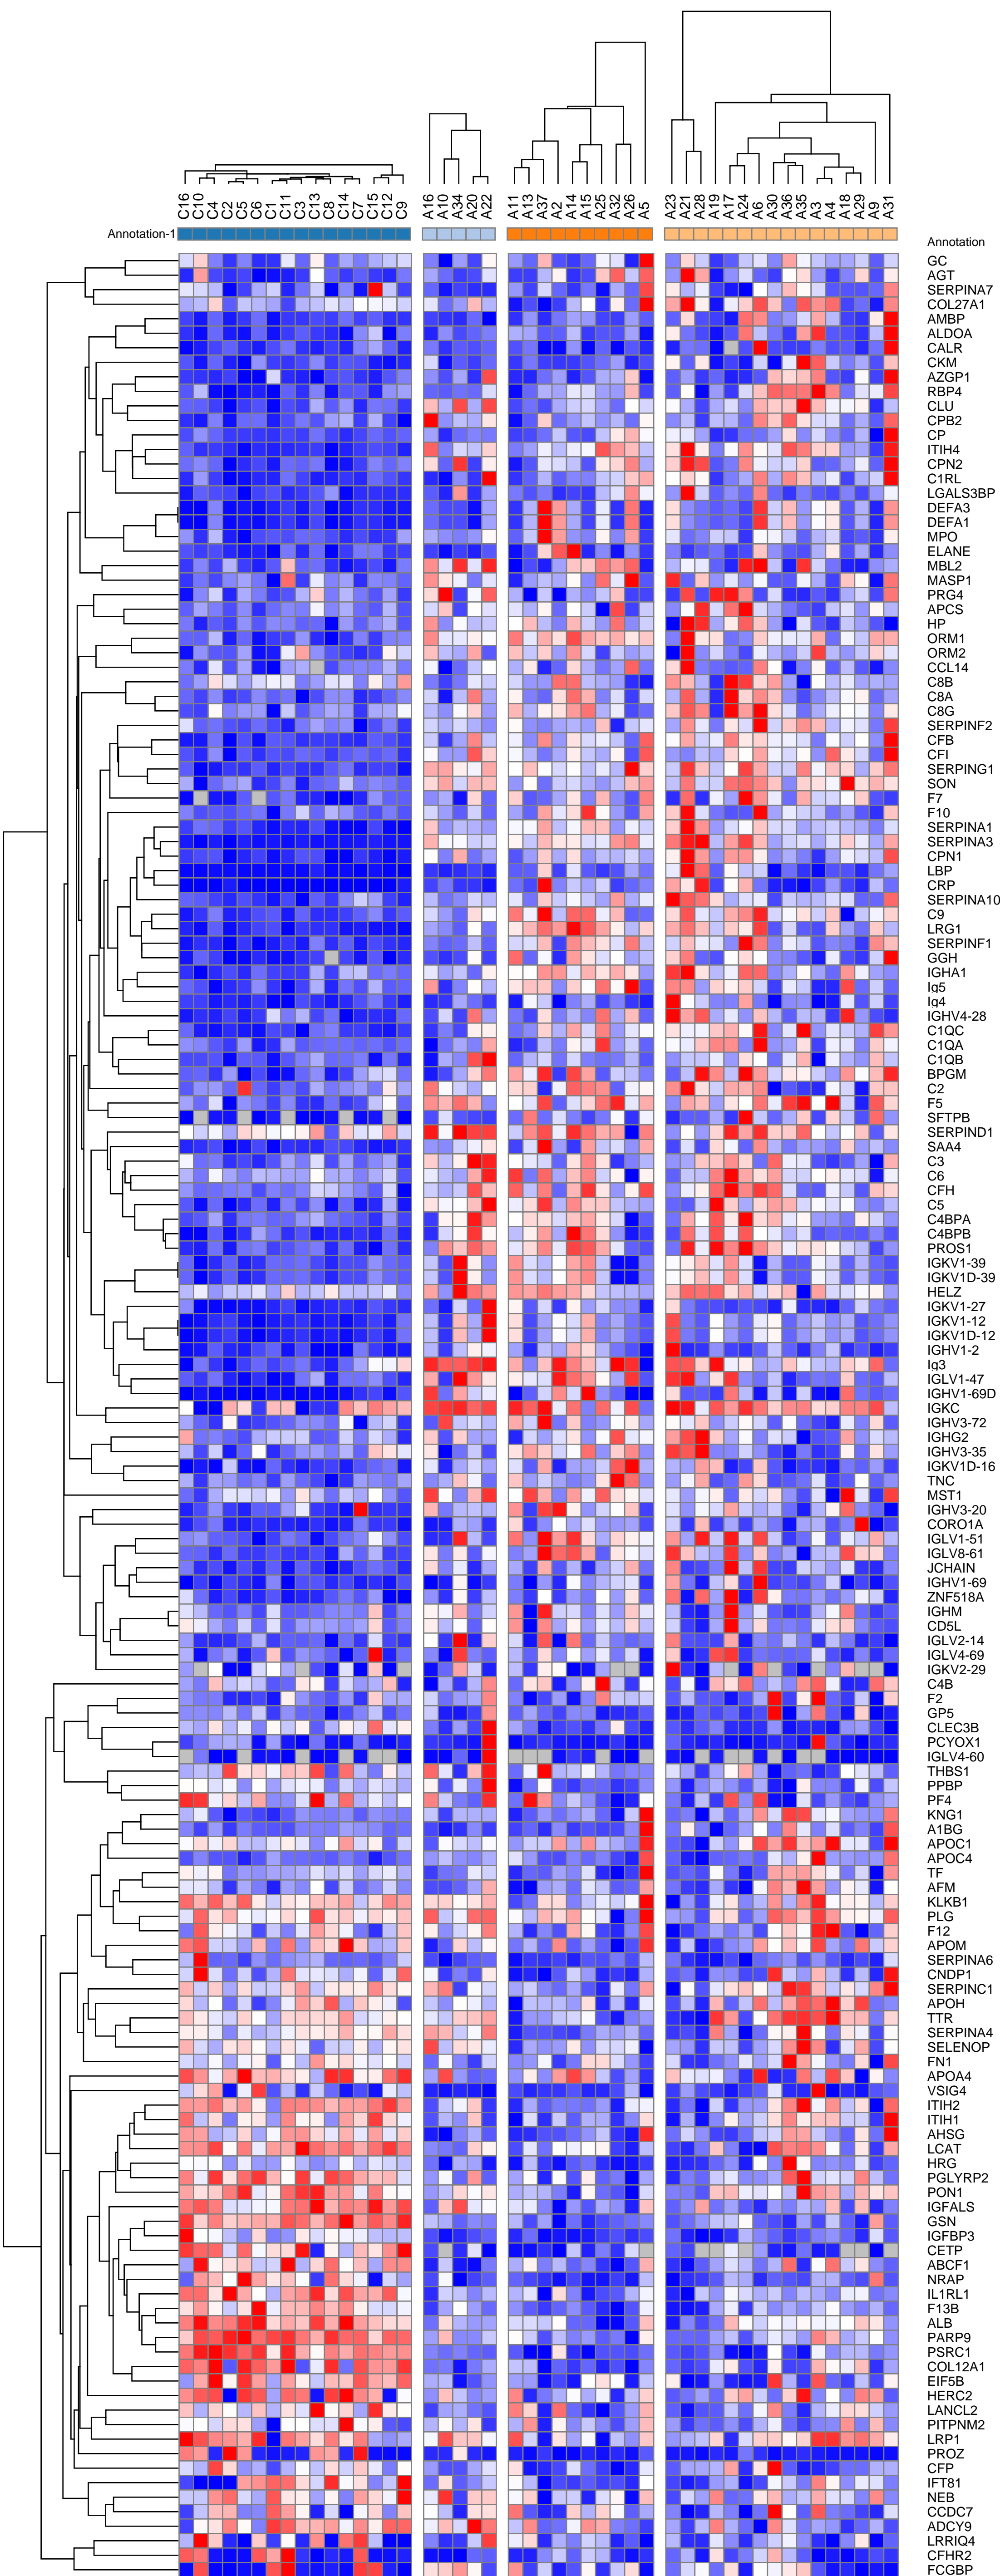 C16 C10 C4 C2 C5 C6 C1 C11 C3 C13 C8 C14 C7 C15 C12 C9 A16 A10 A34 A20 A22 A11 A13 A37 A2 A14 A15 A25 A32 A26 A5 A23 A21 A28 A19 A17 A24 A6 A30 A36 A35 A3 A4 A18 A29 A9 A31
Annotation-1
Annotation
GC
AGT
SERPINA7
COL27A1
AMBP
ALDOA
CALR
CKM
AZGP1
RBP4
CLU
CPB2
CP
ITIH4
CPN2
C1RL
LGALS3BP
DEFA3
DEFA1
MPO
ELANE
MBL2
MASP1
PRG4
APCS
HP
ORM1
ORM2
CCL14
C8B
C8A
C8G
SERPINF2
CFB
CFI
SERPING1
SON
F7
F10
SERPINA1
SERPINA3
CPN1
LBP
CRP
SERPINA10
C9
LRG1
SERPINF1
GGH
IGHA1
Ig5
Ig4
IGHV4-28
C1QC
C1QA
C1QB
BPGM
C2
F5
SFTPB
SERPIND1
SAA4
C3
C6
CFH
C5
C4BPA
C4BPB
PROS1
IGKV1-39
IGKV1D-39
HELZ
IGKV1-27
IGKV1-12
IGKV1D-12
IGHV1-2
Ig3
IGLV1-47
IGHV1-69D
IGKC
IGHV3-72
IGHG2
IGHV3-35
IGKV1D-16
TNC
MST1
IGHV3-20
CORO1A
IGLV1-51
IGLV8-61
JCHAIN
IGHV1-69
ZNF518A
IGHM
CD5L
IGLV2-14
IGLV4-69
IGKV2-29
C4B
F2
GP5
CLEC3B
PCYOX1
IGLV4-60
THBS1
PPBP
PF4
KNG1
A1BG
APOC1
APOC4
TF
AFM
KLKB1
PLG
F12
APOM
SERPINA6
CNDP1
SERPINC1
APOH
TTR
SERPINA4
SELENOP
FN1
APOA4
VSIG4
ITIH2
ITIH1
AHSG
LCAT
HRG
PGLYRP2
PON1
IGFALS
GSN
IGFBP3
CETP
ABCF1
NRAP
IL1RL1
F13B
ALB
PARP9
PSRC1
COL12A1
EIF5B
HERC2
LANCL2
PITPNM2
LRP1
PROZ
CFP
IFT81
NEB
CCDC7
ADCY9
LRRIQ4
CFHR2
FCGBP